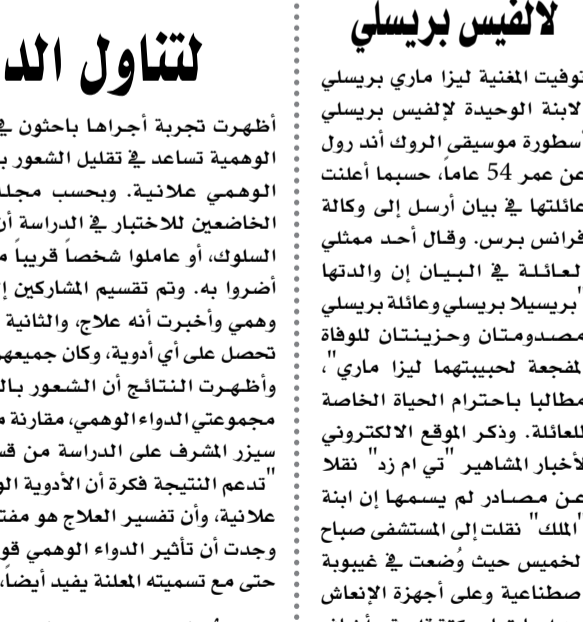 لالفيس بريسلي
توفيت المغنية ليزا ماري بريسلي
لابنة الوحيدة لإلفيس بريسلي
أسطورة موسيقى الروك أند رول
عن عمر 54 عاماً، حسبما أعلنت
عائلتها في بيان أرسل إلى وكالة
فرانس برس. وقال أحد ممثلي
لعائلة في البيان إن والدتها
"بريسيلا بريسلي وعائلة بريسلي
مصدومتان وحزينتان للوفاة
لمفجعة لحبيبتهما ليزا ماري"،
مطالبا باحترام الحياة الخاصة
للعائلة. وذكر الموقع الالكتروني
لأخبار المشاهير "تي ام زد" نقلا
عن مصادر لم يسمها إن ابنة
"الملك" نقلت إلى المستشفى صباح
لخميس حيث وُضعت في غيبوبة
صطناعية وعلى أجهزة الإنعاش
لتناول الد
أظهرت تجربة أجراها باحثون في
الوهمية تساعد في تقليل الشعور ب
الوهمي علانية. وبحسب مجلة
الخاضعين للاختبار في الدراسة أن
السلوك، أو عاملوا شخصاً قريباً م
أضروا به. وتم تقسيم المشاركين إ
وهمي وأخبرت أنه علاج، والثانية
تحصل على أي أدوية، وكان جميعهم
وأظهرت النتائج أن الشعور بال
مجموعتي الدواء الوهمي، مقارنة م
سيزر المشرف على الدراسة من قس
"تدعم النتيجة فكرة أن الأدوية الو
علانية، وأن تفسير العلاج هو مفت
وجدت أن تأثير الدواء الوهمي قو
حتى مع تسميته المعلنة يفيد أيضاً،